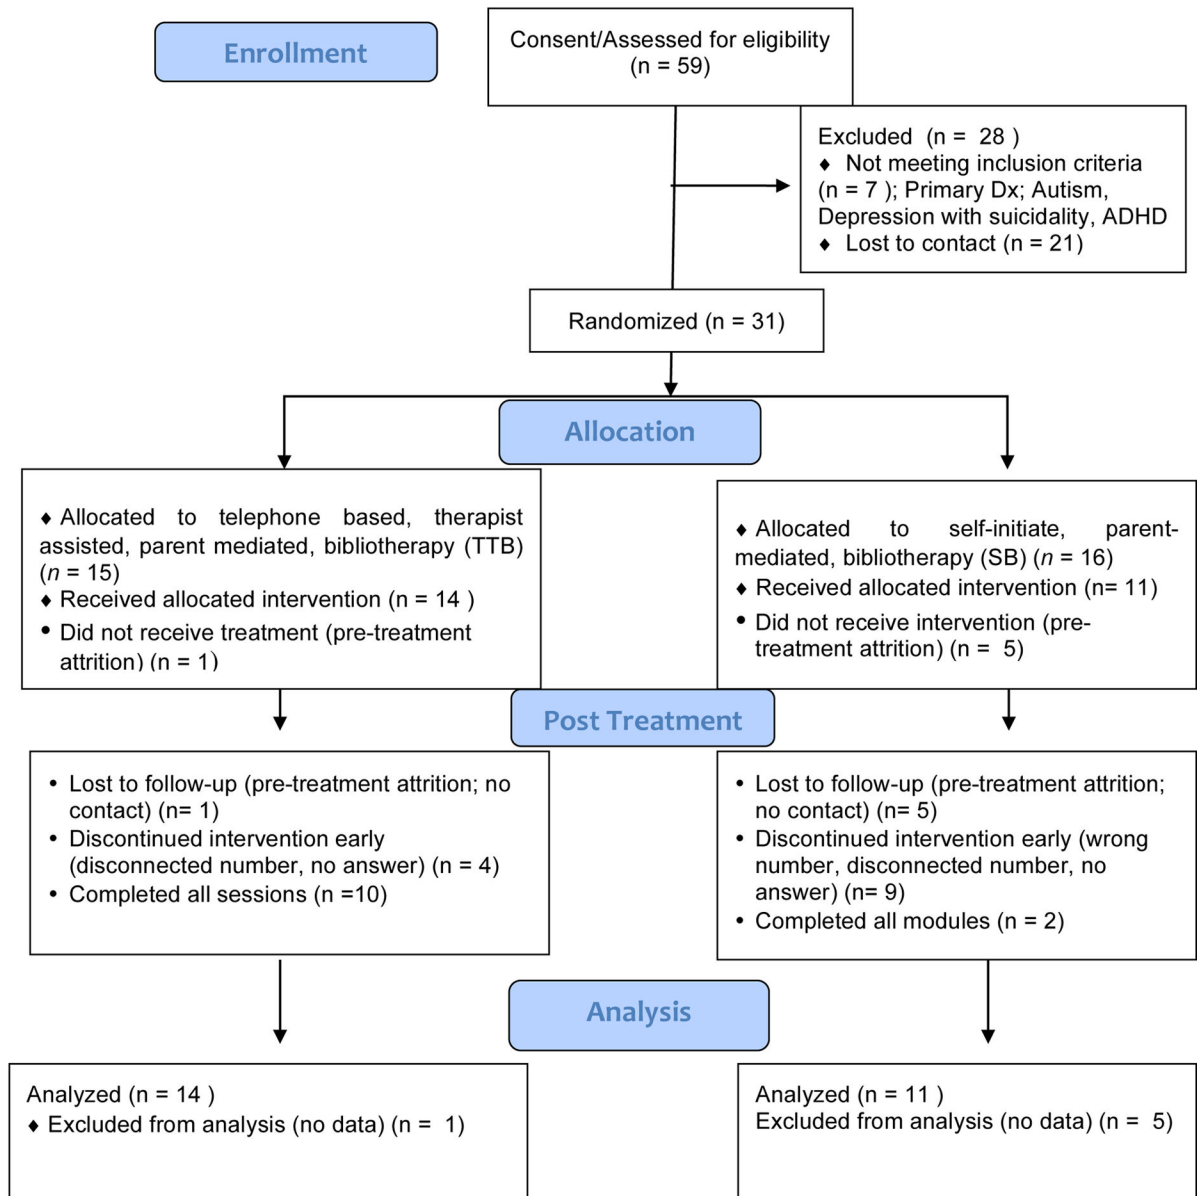 Enrollment
Consent/Assessed for eligibility
(n = 59)
Excluded (n = 28 )
♦ Not meeting inclusion criteria
(n = 7 ); Primary Dx; Autism,
Depression with suicidality, ADHD
♦ Lost to contact (n = 21)
Randomized (n = 31)
Allocation
♦ Allocated to telephone based, therapist
assisted, parent mediated, bibliotherapy (TTB)
(n = 15)
♦ Received allocated intervention (n = 14 )
• Did not receive treatment (pre-treatment
attrition) (n = 1)
♦ Allocated to self-initiate, parent-
mediated, bibliotherapy (SB) (n = 16)
♦ Received allocated intervention (n= 11)
• Did not receive intervention (pre-
treatment attrition) (n = 5)
Post Treatment
• Lost to follow-up (pre-treatment attrition; no
contact) (n= 1)
• Discontinued intervention early
(disconnected number, no answer) (n = 4)
• Completed all sessions (n =10)
• Lost to follow-up (pre-treatment attrition;
no contact) (n= 5)
• Discontinued intervention early (wrong
number, disconnected number, no
answer) (n= 9)
• Completed all modules (n = 2)
Analysis
Analyzed (n = 14 )
♦ Excluded from analysis (no data) (n = 1)
Analyzed (n = 11 )
Excluded from analysis (no data) (n = 5)